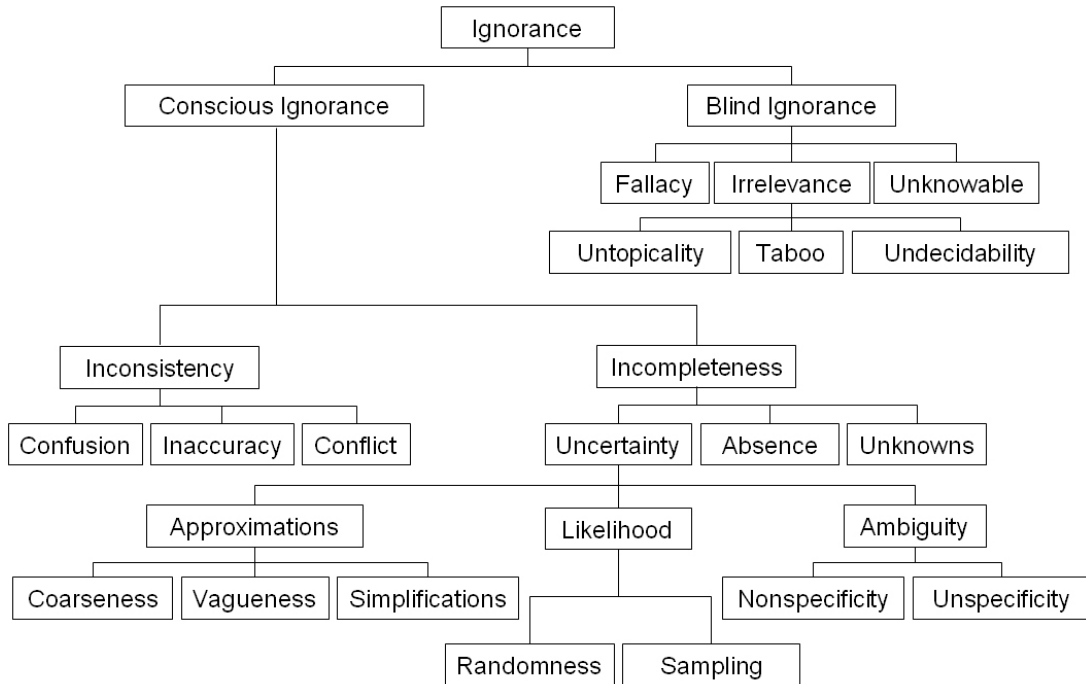 Ignorance
Conscious Ignorance
Blind Ignorance
Fallacy
Irrelevance
Unknowable
Untopicality
Taboo
Undecidability
Inconsistency
Incompleteness
Confusion
Inaccuracy
Conflict
Uncertainty
Absence
Unknowns
Approximations
Likelihood
Ambiguity
Coarseness
Vagueness
Simplifications
Nonspecificity
Unspecificity
Randomness
Sampling